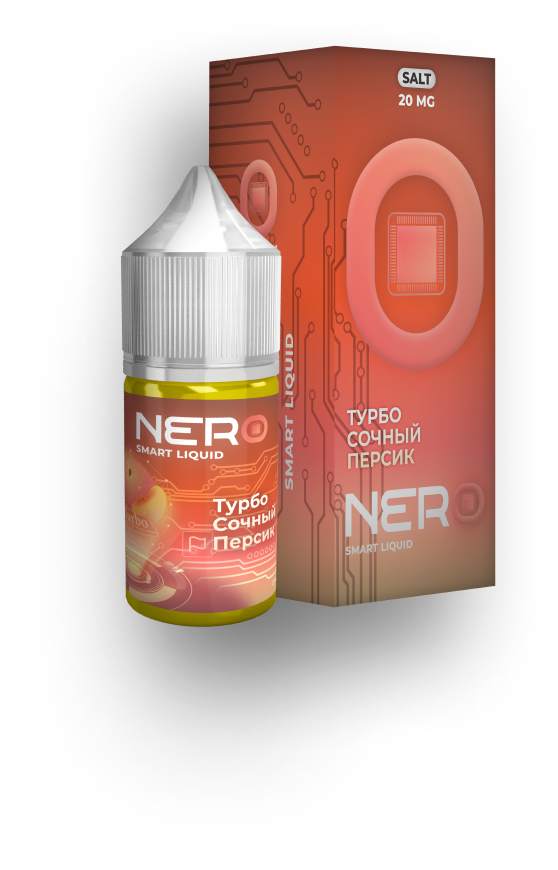 SALT
20 MG
SMART LIQUID
ТУРБО
СОЧНЫЙ
ПЕРСИК
NERO
SMART LIQUID
NERO
SMART LIQUID
Турбо
Сочный
Персик